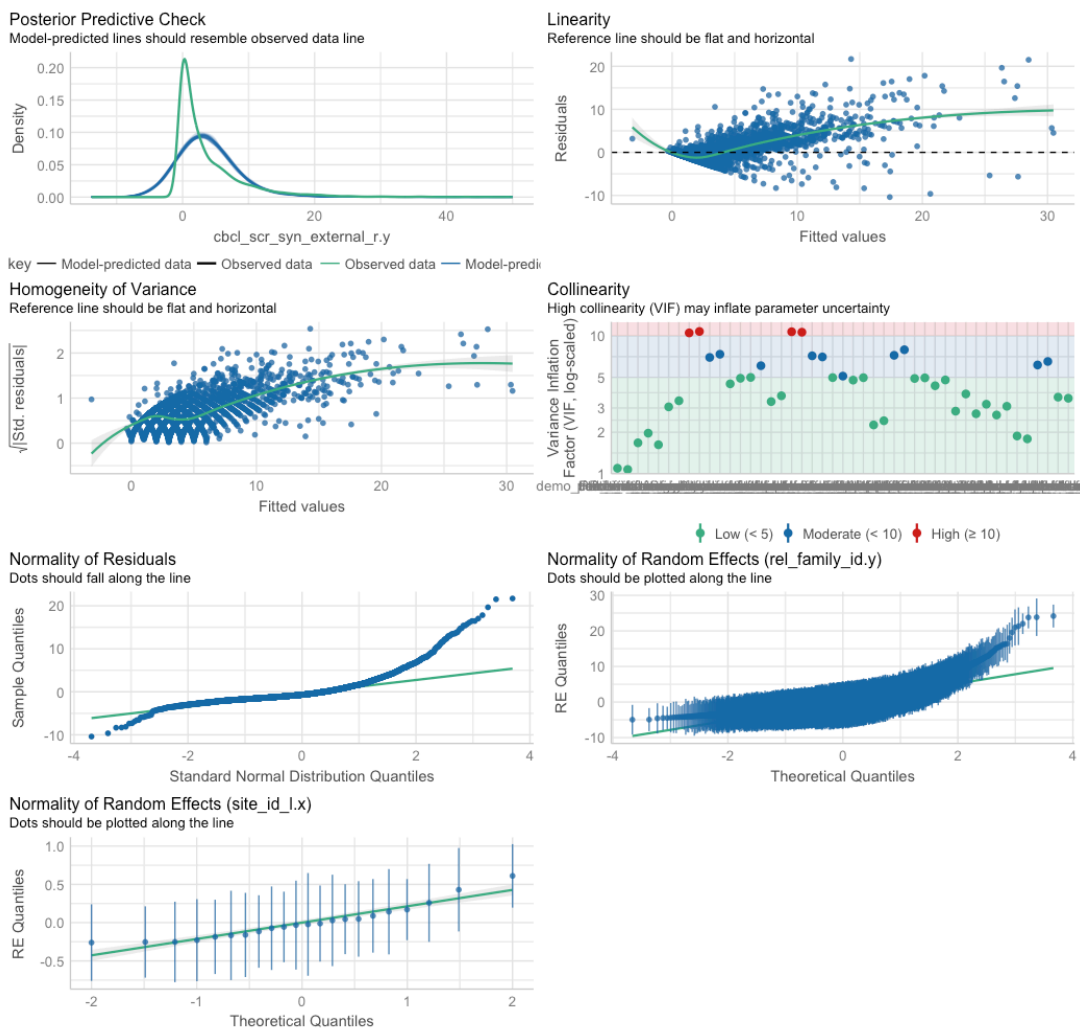 Posterior Predictive Check
Model-predicted lines should resemble observed data line
0.20
0.15
0.10
0.05
0.00
Density
0
20
40
cbcl_scr_syn_external_r.y
key
Model-predicted data
Observed data
Observed data
Model-predi
Linearity
Reference line should be flat and horizontal
20
10
0
-10
Residuals
0
10
20
30
Fitted values
Homogeneity of Variance
Reference line should be flat and horizontal
2
1
0
√|Std. residuals|
0
10
20
30
Fitted values
Collinearity
High collinearity (VIF) may inflate parameter uncertainty
10
5
3
2
1
Variance Inflation
Factor (VIF, log-scaled)
demo_
Low (< 5)
Moderate (< 10)
High (≥ 10)
Normality of Residuals
Dots should fall along the line
20
10
0
-10
Sample Quantiles
-4
-2
0
2
4
Standard Normal Distribution Quantiles
Normality of Random Effects (rel_family_id.y)
Dots should be plotted along the line
30
20
10
0
-10
RE Quantiles
-4
-2
0
2
4
Theoretical Quantiles
Normality of Random Effects (site_id_l.x)
Dots should be plotted along the line
1.0
0.5
0.0
-0.5
RE Quantiles
-2
-1
0
1
2
Theoretical Quantiles